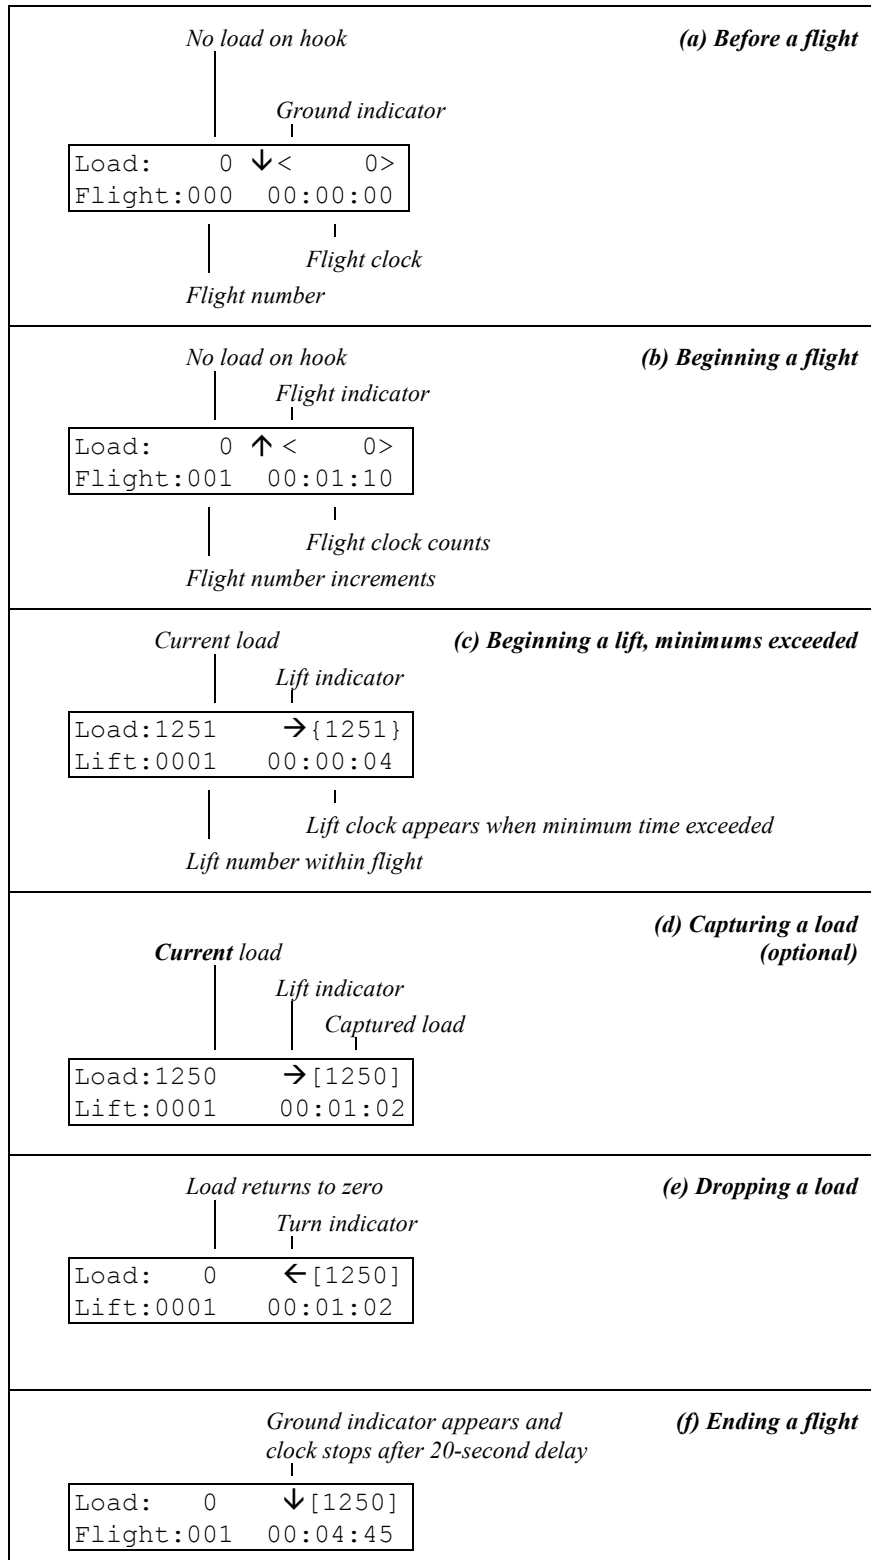 No load on hook
(a) Before a flight
Ground indicator
Load: 0 ↓< 0>
Flight:000 00:00:00
Flight clock
Flight number
No load on hook
(b) Beginning a flight
Flight indicator
Load: 0 ↑< 0>
Flight:001 00:01:10
Flight clock counts
Flight number increments
Current load
(c) Beginning a lift, minimums exceeded
Lift indicator
Load:1251 →{1251}
Lift:0001 00:00:04
Lift clock appears when minimum time exceeded
Lift number within flight
(d) Capturing a load
(optional)
Current load
Lift indicator
Captured load
Load:1250 →[1250]
Lift:0001 00:01:02
Load returns to zero
(e) Dropping a load
Turn indicator
Load: 0 ←[1250]
Lift:0001 00:01:02
Ground indicator appears and
(f) Ending a flight
clock stops after 20-second delay
Load: 0 ↓[1250]
Flight:001 00:04:45